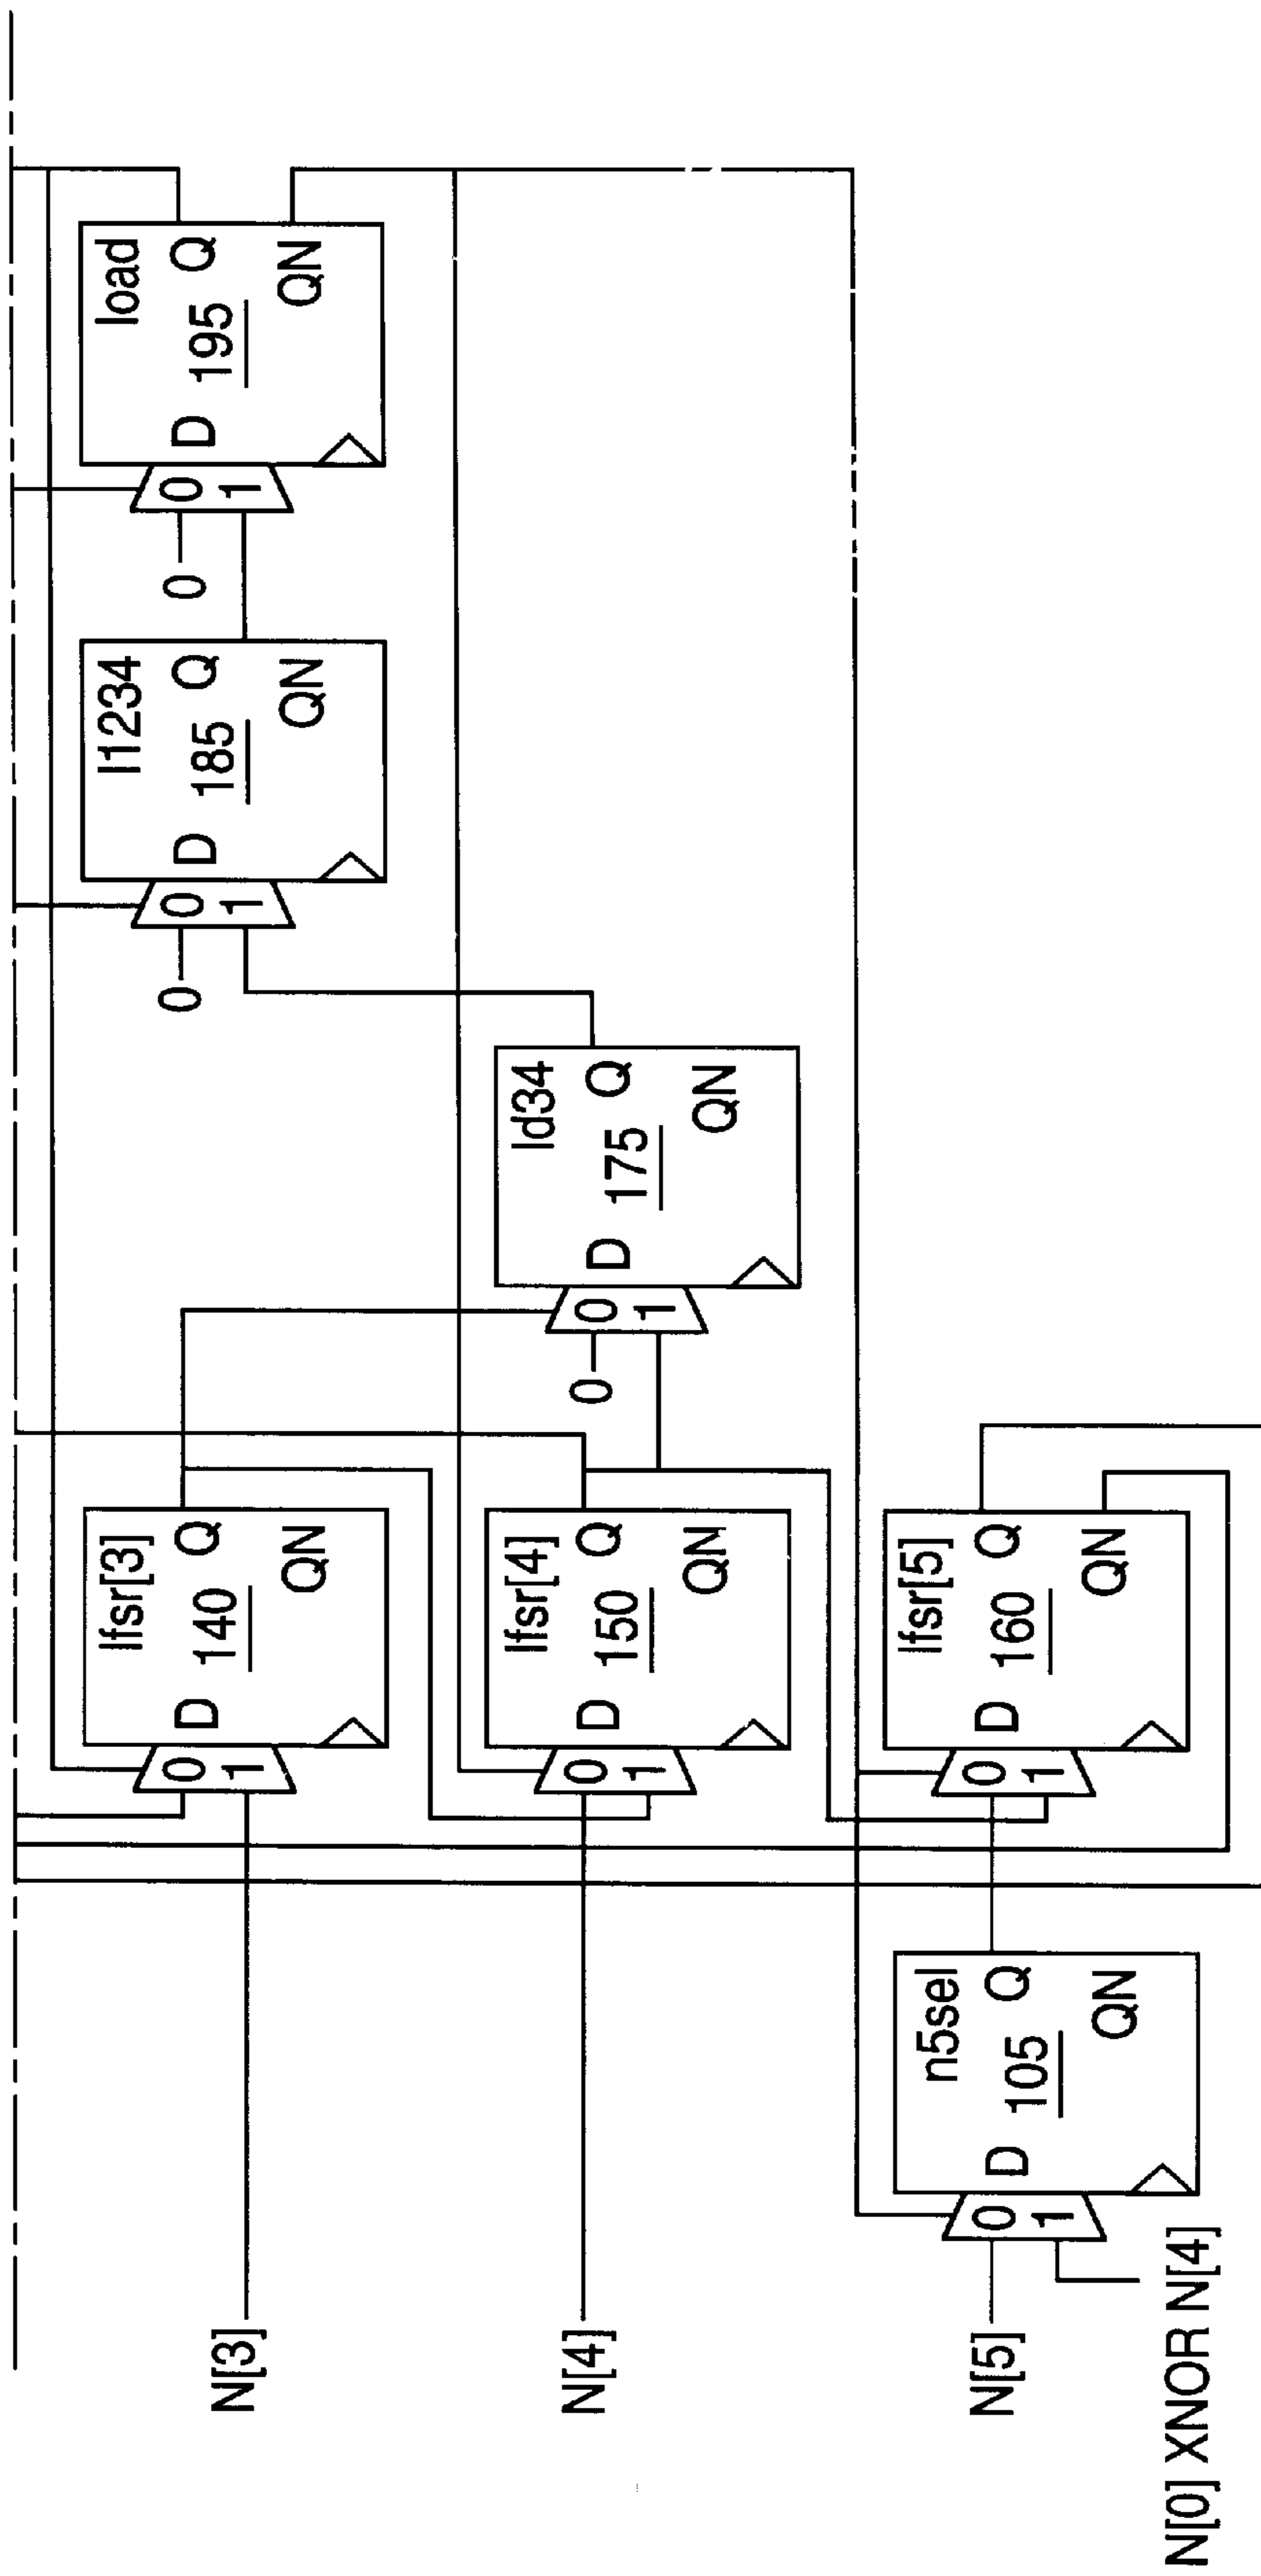 N[3]
0 1
lfsr[3]
D 140 Q
QN
0
0 1
l1234
D 185 Q
QN
0
0 1
load
D 195 Q
QN
N[4]
0 1
lfsr[4]
D 150 Q
QN
0
0 1
ld34
D 175 Q
QN
N[5]
N[0] XNOR N[4]
0 1
n5sel
D 105 Q
QN
0 1
lfsr[5]
D 160 Q
QN